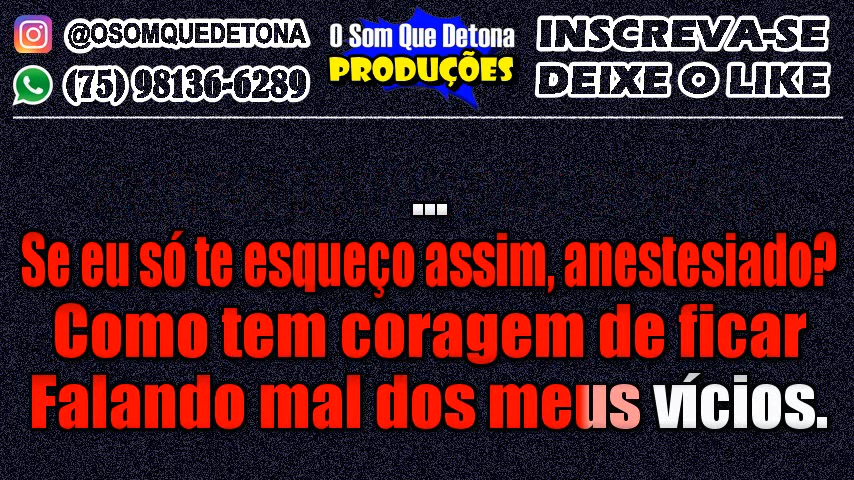 @OSOMQUEDETONA
(75) 98136-6289
O Som Que Detona
PRODUÇÕES
INSCREVA-SE
DEIXE O LIKE
...
Se eu só te esqueço assim, anestesiado?
Como tem coragem de ficar
Falando mal dos meus vícios.